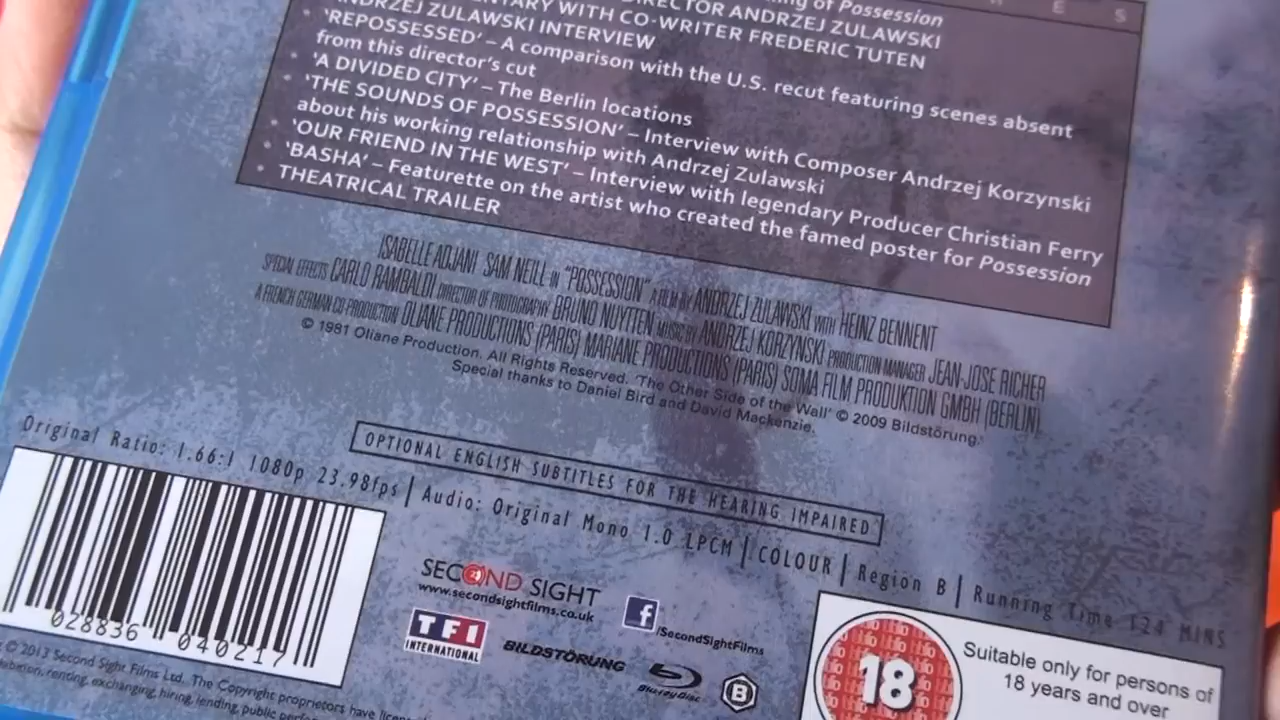 ing of Possession
DIRECTOR ANDRZEJ ZULAWSKI
ENTARY WITH CO-WRITER FREDERIC TUTEN
ANDRZEJ ZULAWSKI INTERVIEW
• 'REPOSSESSED' – A comparison with the U.S. recut featuring scenes absent
from this director's cut
• 'A DIVIDED CITY' – The Berlin locations
• 'THE SOUNDS OF POSSESSION' – Interview with Composer Andrzej Korzynski
about his working relationship with Andrzej Zulawski
• 'OUR FRIEND IN THE WEST' – Interview with legendary Producer Christian Ferry
• 'BASHA' – Featurette on the artist who created the famed poster for Possession
• THEATRICAL TRAILER
ISABELLE ADJANI SAM NEILL IN "POSSESSION" A FILM BY ANDRZEJ ZULAWSKI WITH HEINZ BENNENT
SPECIAL EFFECTS CARLO RAMBALDI DIRECTOR OF PHOTOGRAPHY BRUNO NUYTTEN MUSIC BY ANDRZEJ KORZYNSKI PRODUCTION MANAGER JEAN-JOSE RICHER
A FRENCH GERMAN CO-PRODUCTION OLIANE PRODUCTIONS (PARIS) MARIANE PRODUCTIONS (PARIS) SOMA FILM PRODUKTION GMBH (BERLIN)
© 1981 Oliane Production. All Rights Reserved. 'The Other Side of the Wall' © 2009 Bildstörung.
Special thanks to Daniel Bird and David Mackenzie.
OPTIONAL ENGLISH SUBTITLES FOR THE HEARING IMPAIRED
Original Ratio: 1.66:1 1080p 23.98fps | Audio: Original Mono 1.0 LPCM | COLOUR | Region B | Running Time 124 MINS
028836 040217
SECOND SIGHT
www.secondsightfilms.co.uk
f /SecondSightFilms
TF1
INTERNATIONAL
BILDSTÖRUNG
Blu-ray Disc
B
18
Suitable only for persons of
18 years and over
© 2013 Second Sight Films Ltd. The Copyright proprietors have
rending, exchanging, hiring, lending, public